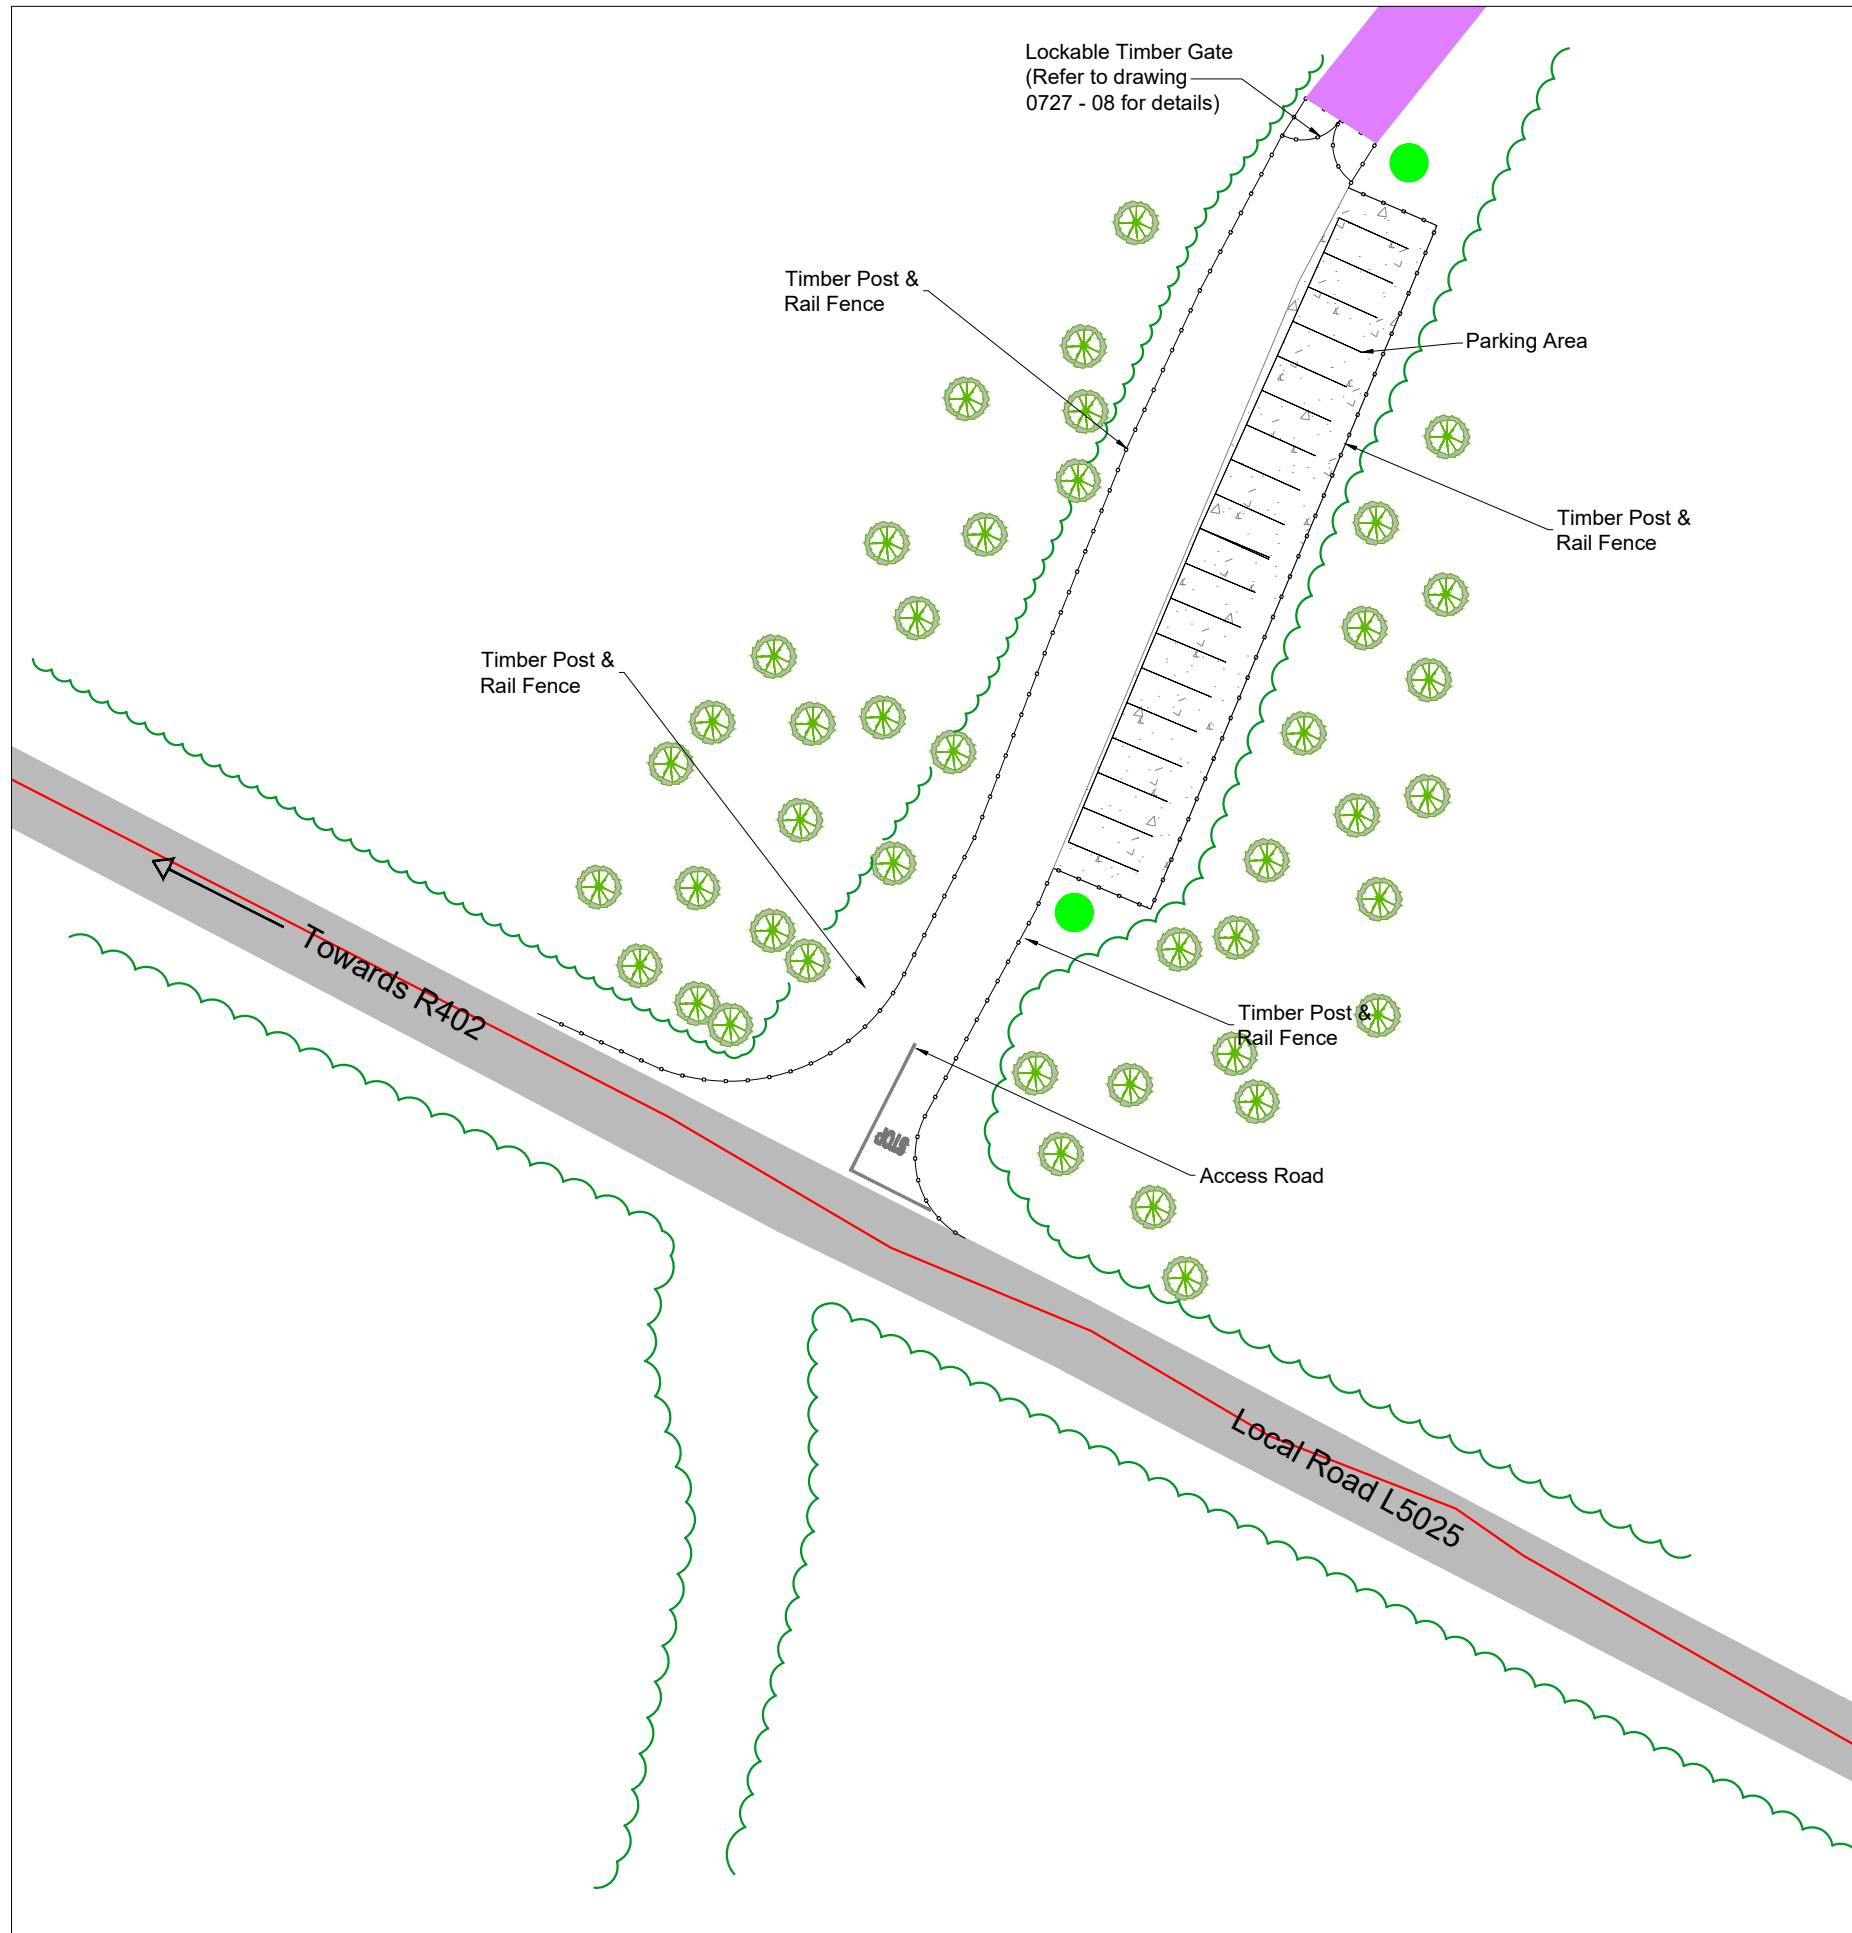 Lockable Timber Gate
(Refer to drawing
0727 - 08 for details)
Timber Post &
Rail Fence
Parking Area
Timber Post &
Rail Fence
Timber Post &
Rail Fence
Towards R402
Timber Post &
Rail Fence
STOP
Access Road
Local Road L5025